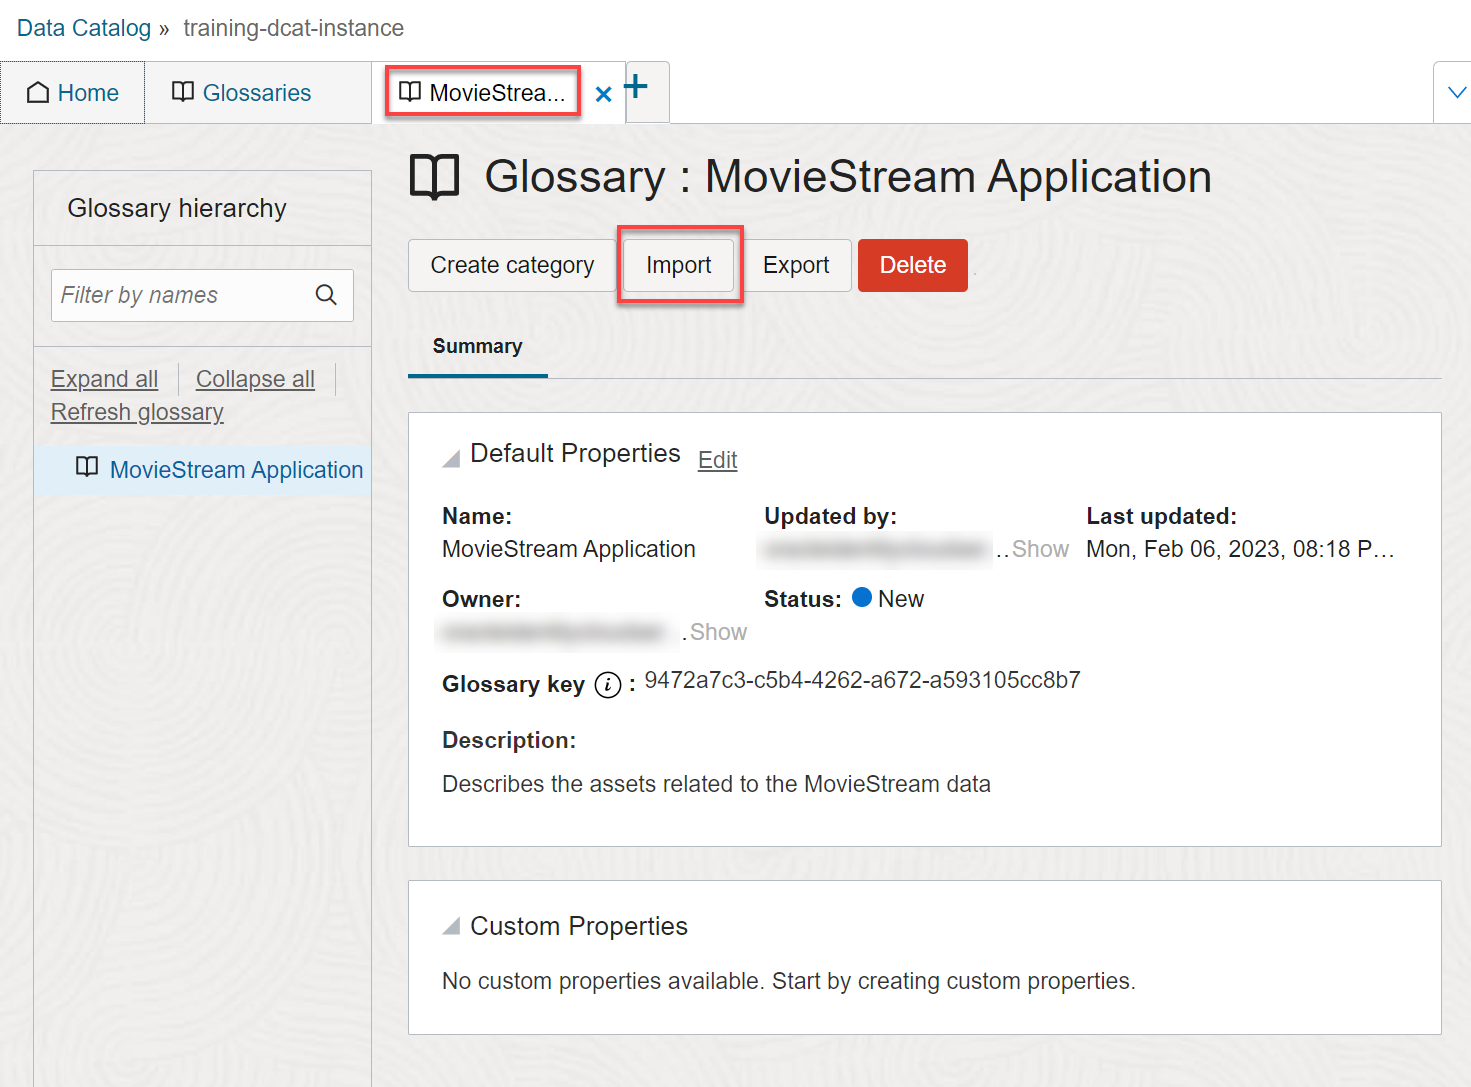 Data Catalog » training-dcat-instance
Home
Glossaries
MovieStrea...
Glossary hierarchy
Filter by names
Expand all
Collapse all
Refresh glossary
MovieStream Application
Glossary : MovieStream Application
Create category
Import
Export
Delete
Summary
Default Properties Edit
Name:
MovieStream Application
Updated by:
..Show
Last updated:
Mon, Feb 06, 2023, 08:18 P...
Owner:
.Show
Status: New
Glossary key i : 9472a7c3-c5b4-4262-a672-a593105cc8b7
Description:
Describes the assets related to the MovieStream data
Custom Properties
No custom properties available. Start by creating custom properties.